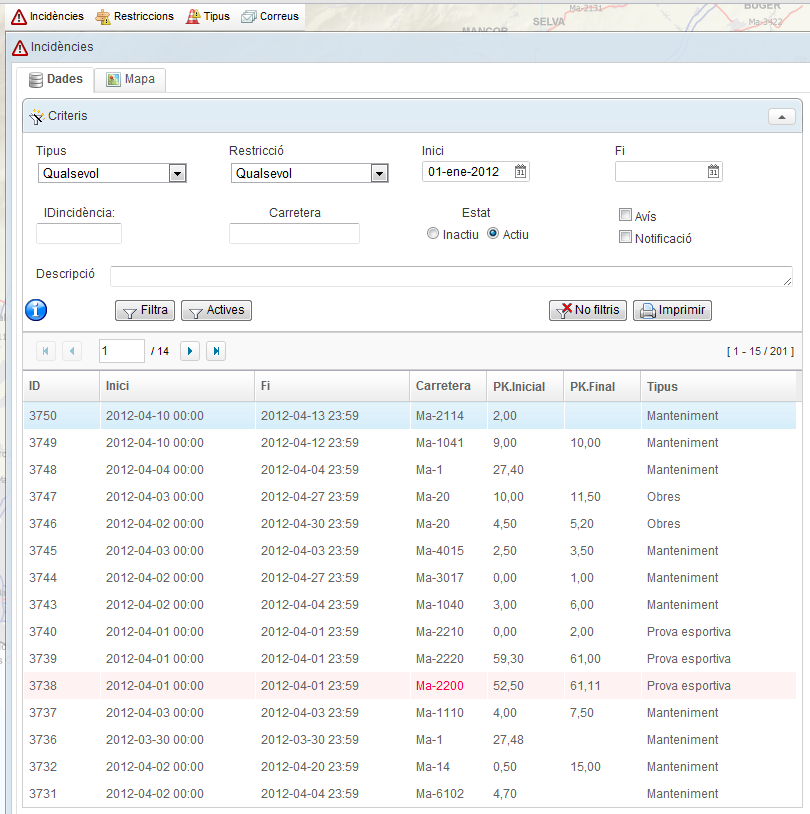 Incidències Restriccions Tipus Correus
Ma-2131
BÚGER
SELVA
Ma-3422
MANCOR
Incidències
Dades Mapa
Criteris
Tipus Restricció Inici Fi
Qualsevol Qualsevol 01-ene-2012
IDincidència: Carretera Estat Avís
Inactiu Actiu Notificació
Descripció
Filtra Actives No filtris Imprimir
1 / 14 [ 1 - 15 / 201 ]
ID Inici Fi Carretera PK.Inicial PK.Final Tipus
3750 2012-04-10 00:00 2012-04-13 23:59 Ma-2114 2,00 Manteniment
3749 2012-04-10 00:00 2012-04-12 23:59 Ma-1041 9,00 10,00 Manteniment
3748 2012-04-04 00:00 2012-04-04 23:59 Ma-1 27,40 Manteniment
3747 2012-04-03 00:00 2012-04-27 23:59 Ma-20 10,00 11,50 Obres
3746 2012-04-02 00:00 2012-04-30 23:59 Ma-20 4,50 5,20 Obres
3745 2012-04-03 00:00 2012-04-03 23:59 Ma-4015 2,50 3,50 Manteniment
3744 2012-04-02 00:00 2012-04-27 23:59 Ma-3017 0,00 1,00 Manteniment
3743 2012-04-02 00:00 2012-04-04 23:59 Ma-1040 3,00 6,00 Manteniment
3740 2012-04-01 00:00 2012-04-01 23:59 Ma-2210 0,00 2,00 Prova esportiva
3739 2012-04-01 00:00 2012-04-01 23:59 Ma-2220 59,30 61,00 Prova esportiva
3738 2012-04-01 00:00 2012-04-01 23:59 Ma-2200 52,50 61,11 Prova esportiva
3737 2012-04-03 00:00 2012-04-03 23:59 Ma-1110 4,00 7,50 Manteniment
3736 2012-03-30 00:00 2012-03-30 23:59 Ma-1 27,48 Manteniment
3732 2012-04-02 00:00 2012-04-20 23:59 Ma-14 0,50 15,00 Manteniment
3731 2012-04-02 00:00 2012-04-04 23:59 Ma-6102 4,70 Manteniment